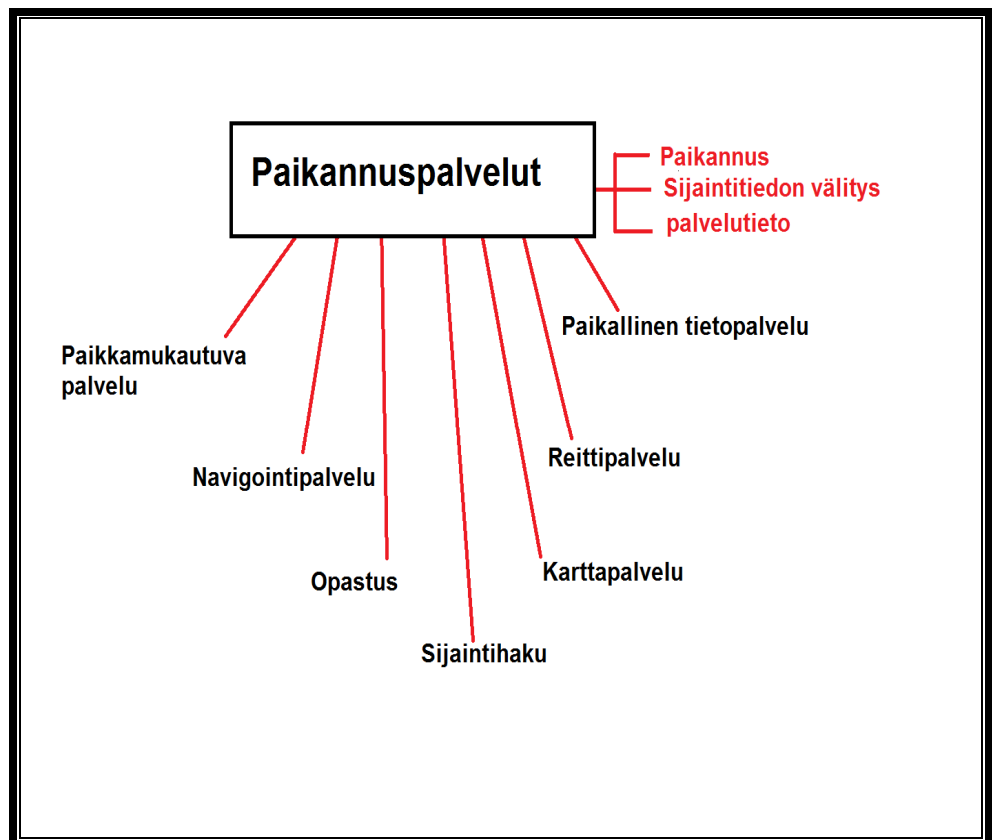 Paikannuspalvelut
Paikannus
Sijaintitiedon välitys
palvelutieto
Paikallinen tietopalvelu
Paikkamukautuva
palvelu
Reittipalvelu
Navigointipalvelu
Karttapalvelu
Opastus
Sijaintihaku